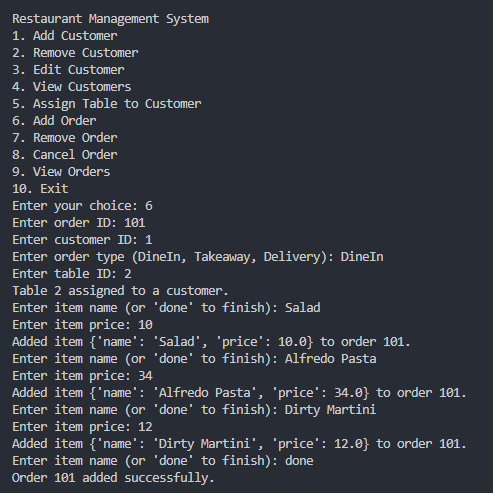 Restaurant Management System
1. Add Customer
2. Remove Customer
3. Edit Customer
4. View Customers
5. Assign Table to Customer
6. Add Order
7. Remove Order
8. Cancel Order
9. View Orders
10. Exit
Enter your choice: 6
Enter order ID: 101
Enter customer ID: 1
Enter order type (DineIn, Takeaway, Delivery): DineIn
Enter table ID: 2
Table 2 assigned to a customer.
Enter item name (or 'done' to finish): Salad
Enter item price: 10
Added item {'name': 'Salad', 'price': 10.0} to order 101.
Enter item name (or 'done' to finish): Alfredo Pasta
Enter item price: 34
Added item {'name': 'Alfredo Pasta', 'price': 34.0} to order 101.
Enter item name (or 'done' to finish): Dirty Martini
Enter item price: 12
Added item {'name': 'Dirty Martini', 'price': 12.0} to order 101.
Enter item name (or 'done' to finish): done
Order 101 added successfully.